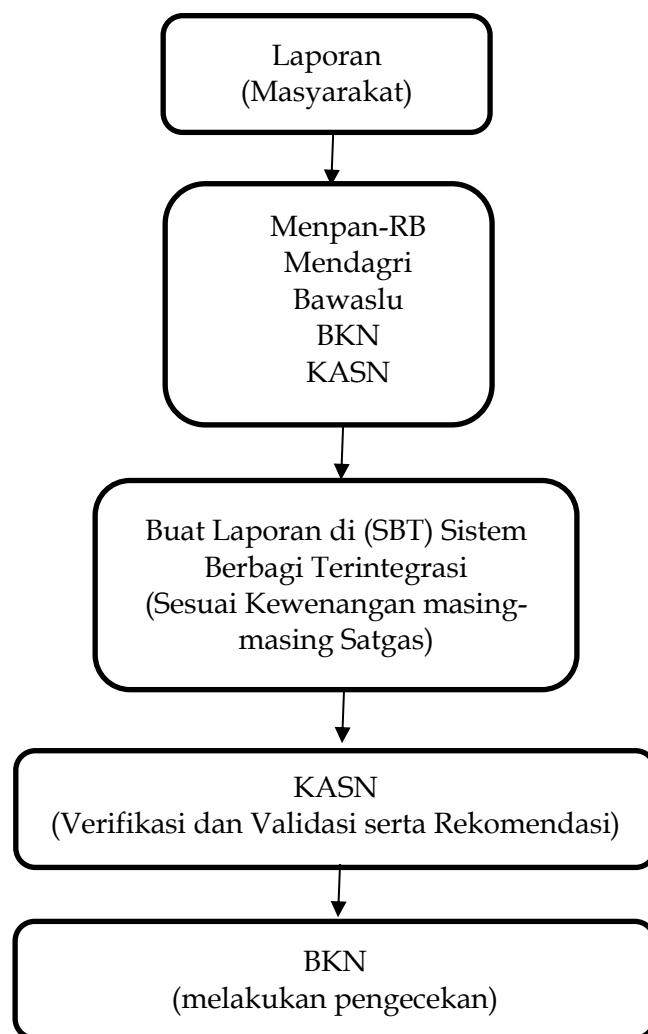 Laporan
(Masyarakat)
Menpan-RB
Mendagri
Bawaslu
BKN
KASN
Buat Laporan di (SBT) Sistem
Berbagi Terintegrasi
(Sesuai Kewenangan masing-
masing Satgas)
KASN
(Verifikasi dan Validasi serta Rekomendasi)
BKN
(melakukan pengecekan)